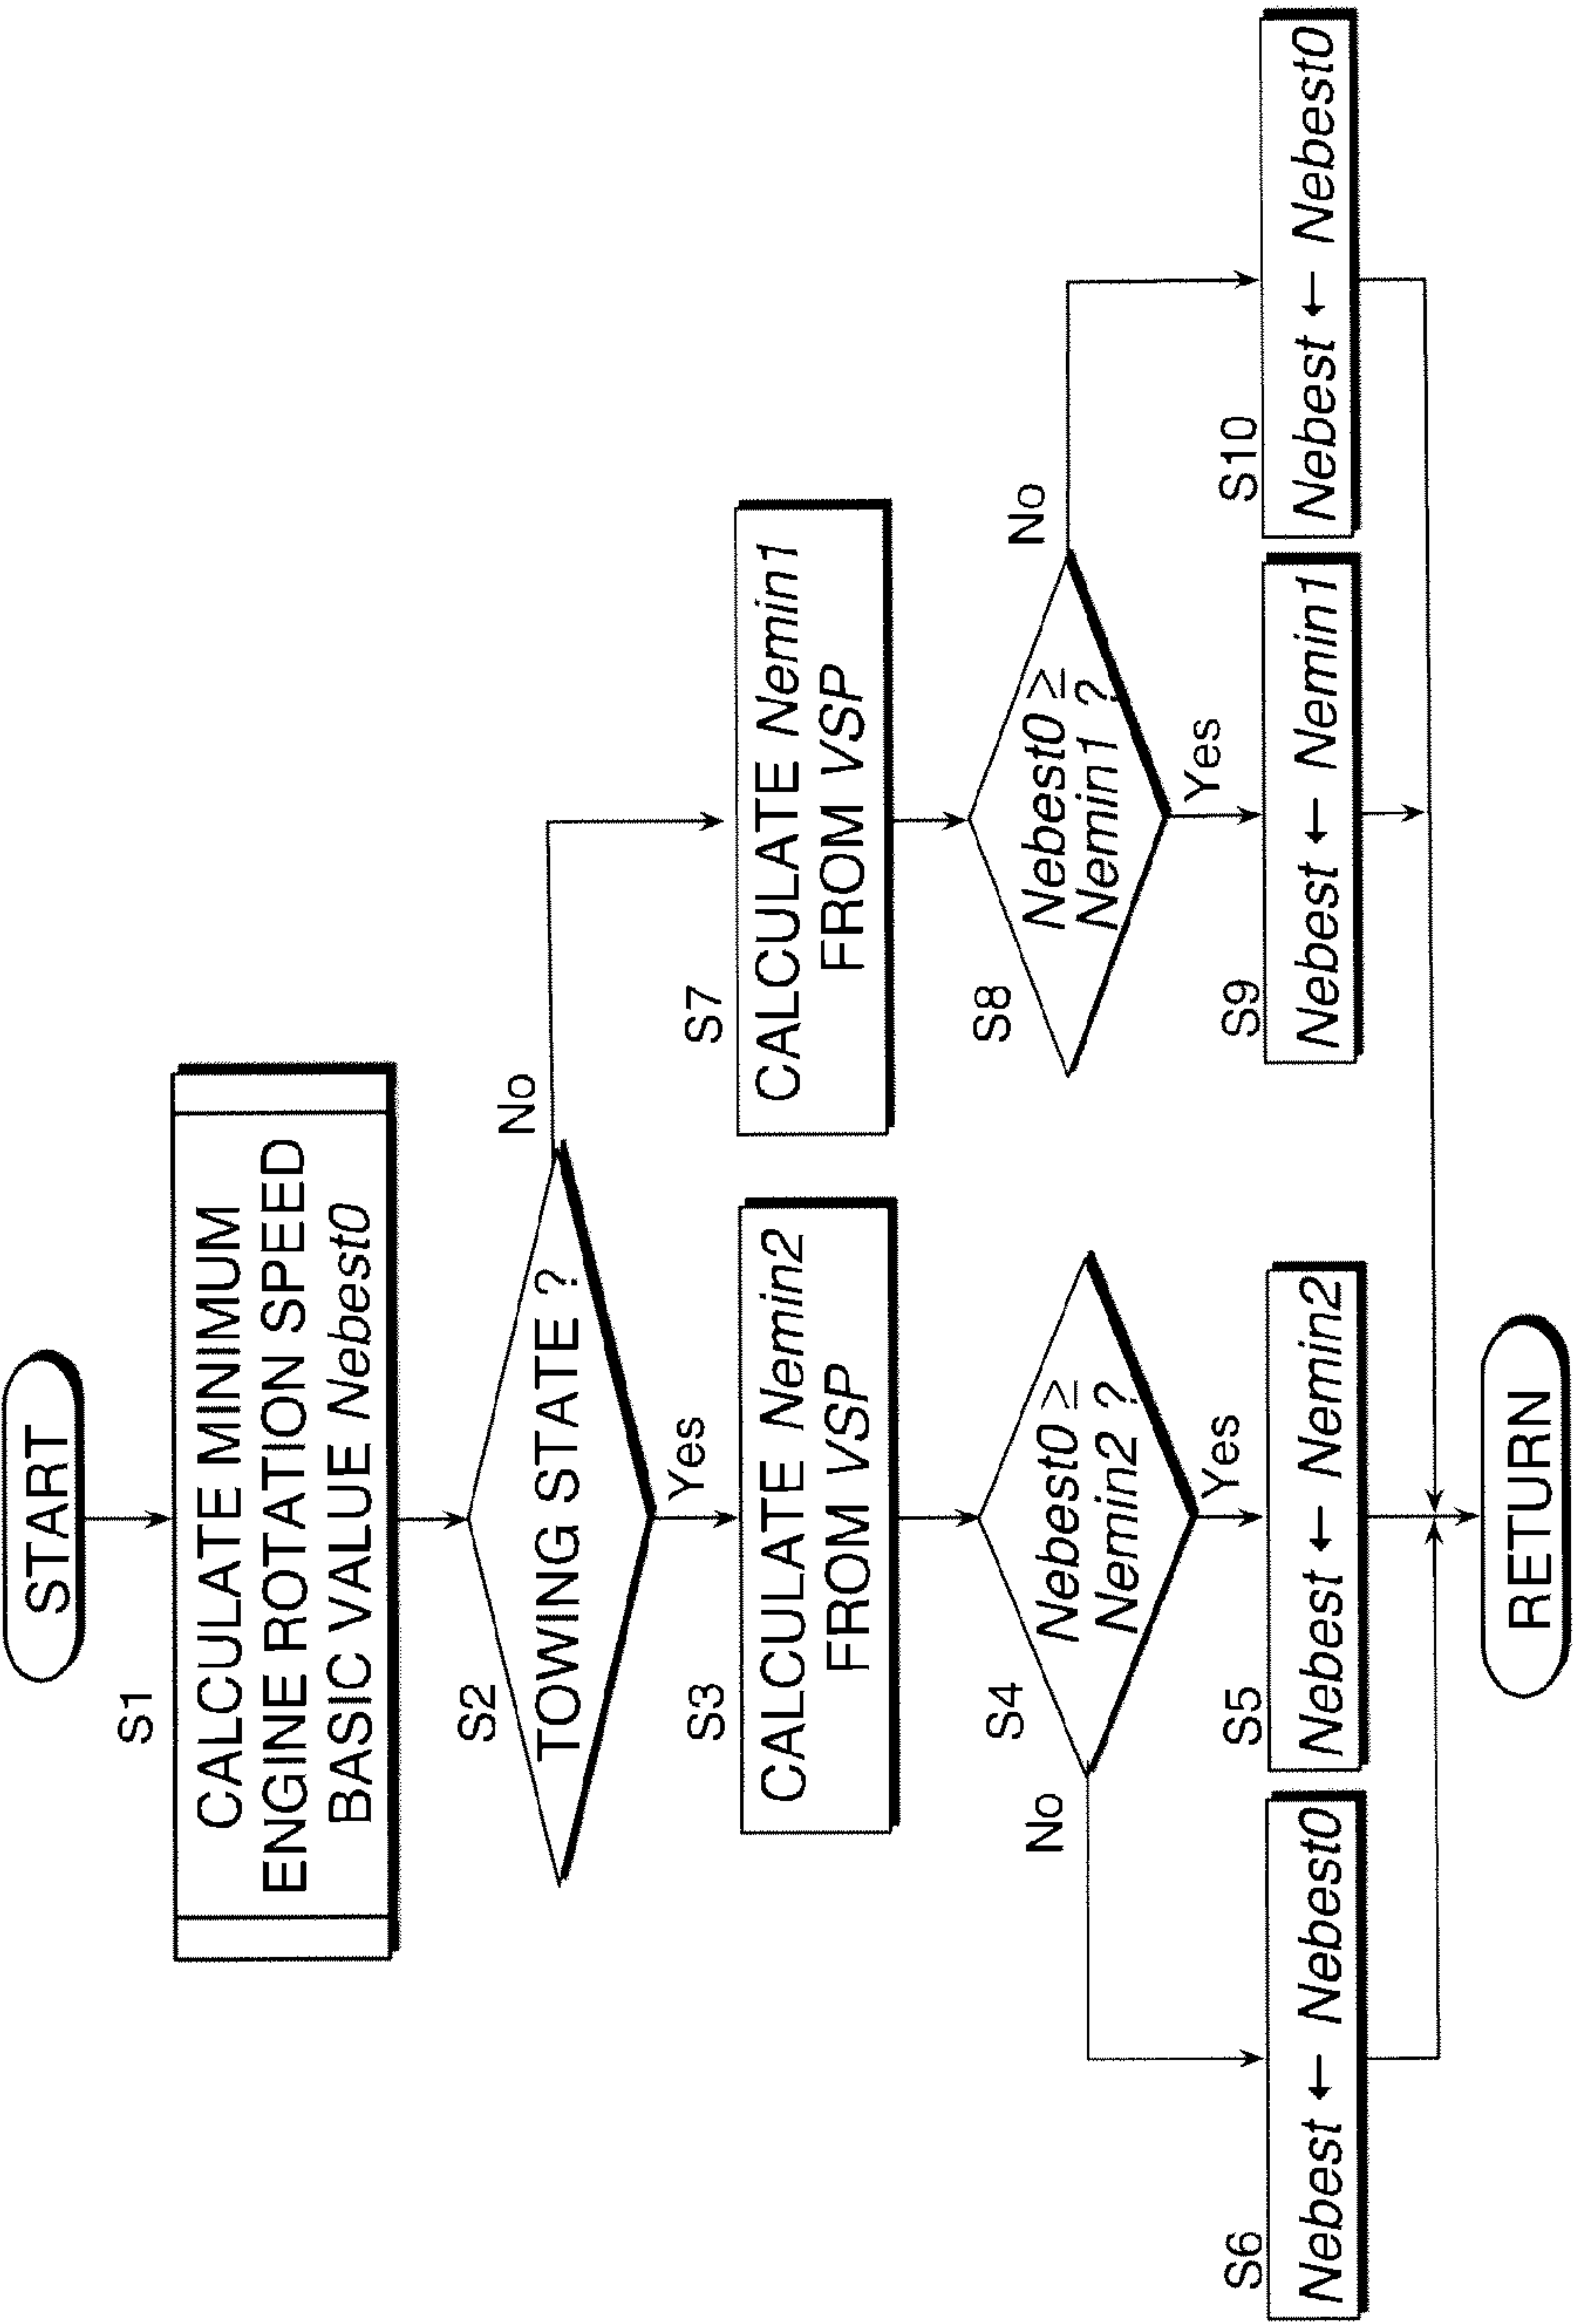 START
S1
CALCULATE MINIMUM
ENGINE ROTATION SPEED
BASIC VALUE Nebest0
S2
TOWING STATE ?
No
Yes
S3
CALCULATE Nemin2
FROM VSP
S7
CALCULATE Nemin1
FROM VSP
S4
Nebest0 ≥
Nemin2 ?
No
Yes
S8
Nebest0 ≥
Nemin1 ?
No
Yes
S6
Nebest ← Nebest0
S5
Nebest ← Nemin2
S9
Nebest ← Nemin1
S10
Nebest ← Nebest0
RETURN